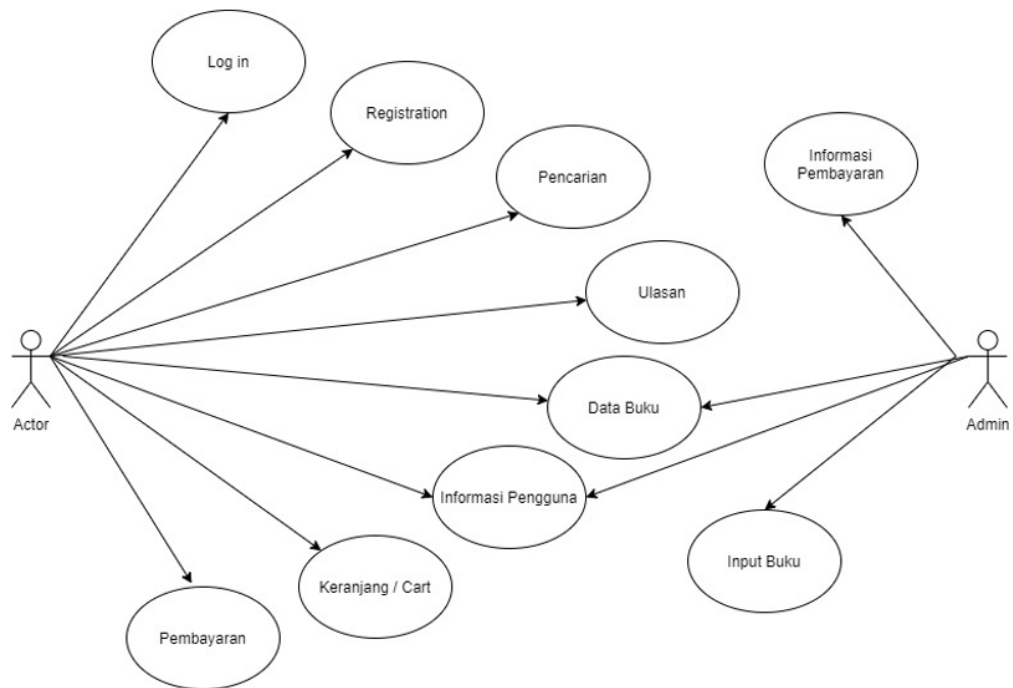 Log in
Registration
Pencarian
Informasi
Pembayaran
Ulasan
Data Buku
Actor
Admin
Informasi Pengguna
Input Buku
Keranjang / Cart
Pembayaran